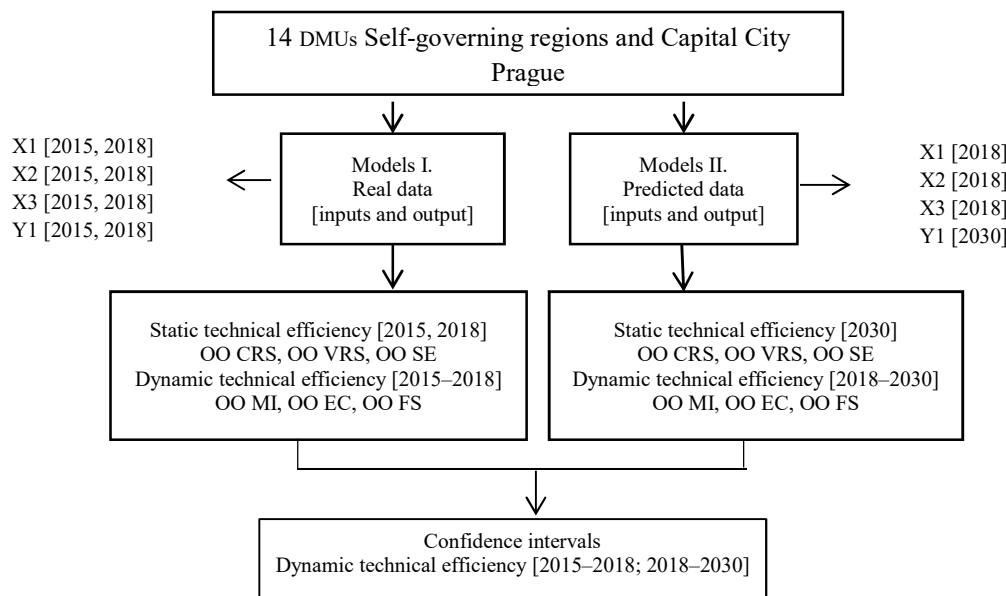 14 DMUs Self-governing regions and Capital City
Prague
X1 [2015, 2018]
X2 [2015, 2018]
X3 [2015, 2018]
Y1 [2015, 2018]
Models I.
Real data
[inputs and output]
Models II.
Predicted data
[inputs and output]
X1 [2018]
X2 [2018]
X3 [2018]
Y1 [2030]
Static technical efficiency [2015, 2018]
OO CRS, OO VRS, OO SE
Dynamic technical efficiency [2015–2018]
OO MI, OO EC, OO FS
Static technical efficiency [2030]
OO CRS, OO VRS, OO SE
Dynamic technical efficiency [2018–2030]
OO MI, OO EC, OO FS
Confidence intervals
Dynamic technical efficiency [2015–2018; 2018–2030]